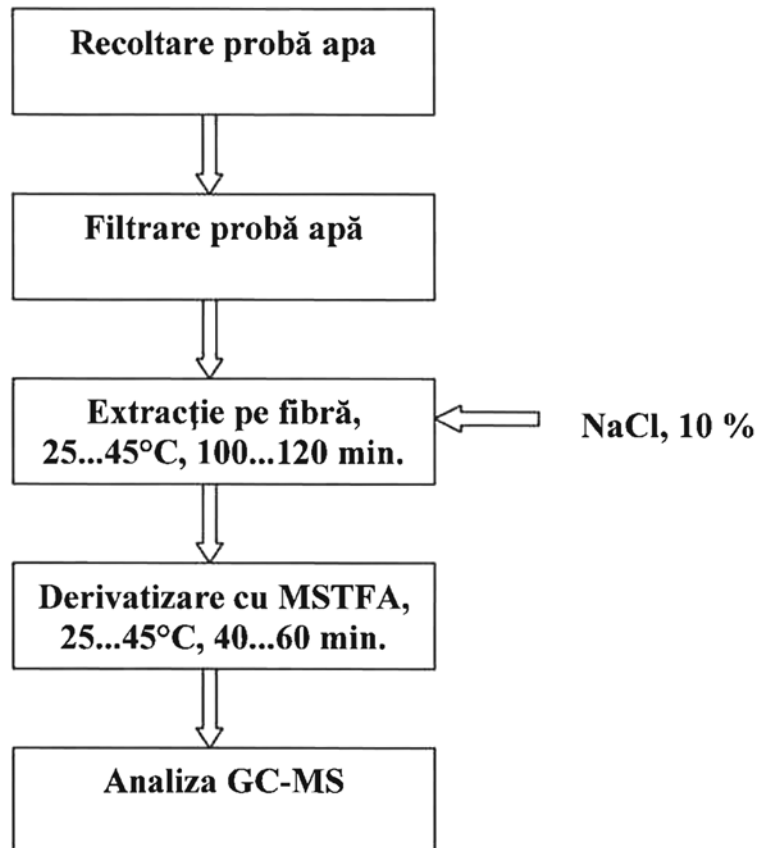 Recoltare probă apa
Filtrare probă apă
Extracţie pe fibră,
25...45°C, 100...120 min.
NaCl, 10 %
Derivatizare cu MSTFA,
25...45°C, 40...60 min.
Analiza GC-MS